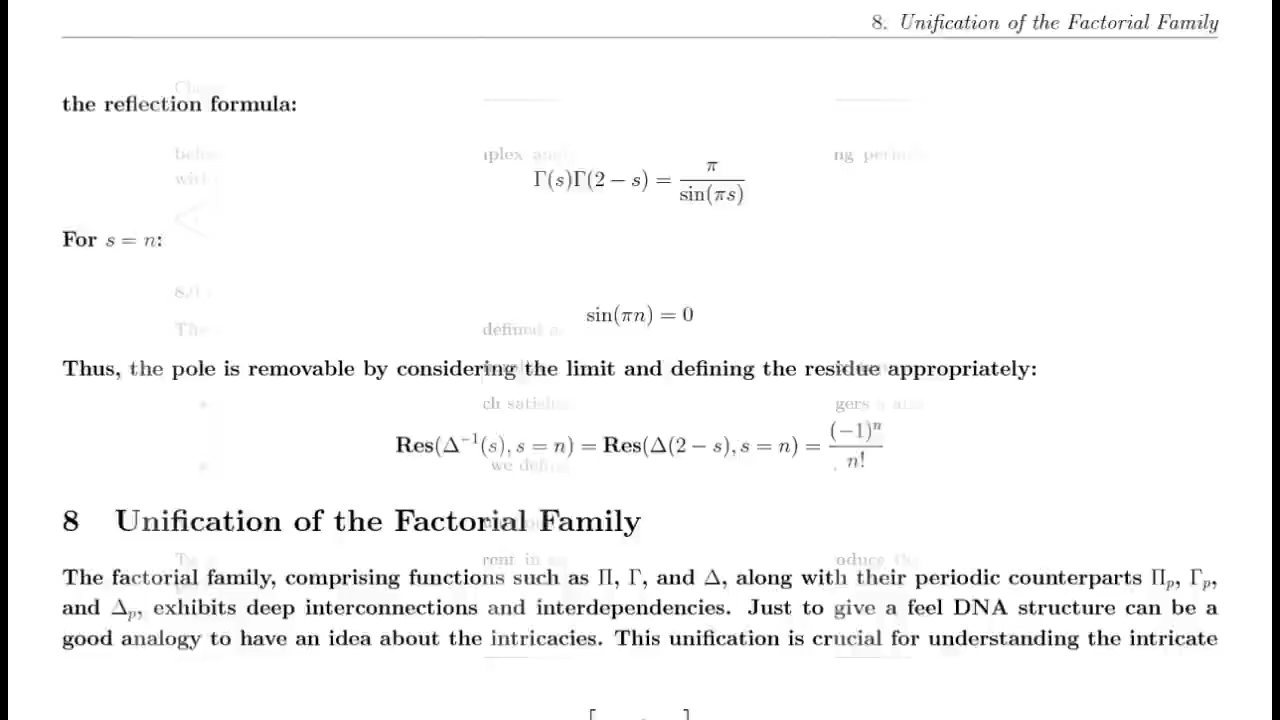 8. Unification of the Factorial Family
the reflection formula:
Γ(s)Γ(2 − s) = π / sin(πs)
For s = n:
sin(πn) = 0
Thus, the pole is removable by considering the limit and defining the residue appropriately:
Res(Δ⁻¹(s), s = n) = Res(Δ(2 − s), s = n) = (−1)ⁿ / n!
8 Unification of the Factorial Family
The factorial family, comprising functions such as Π, Γ, and Δ, along with their periodic counterparts Πₚ, Γₚ,
and Δₚ, exhibits deep interconnections and interdependencies. Just to give a feel DNA structure can be a
good analogy to have an idea about the intricacies. This unification is crucial for understanding the intricate